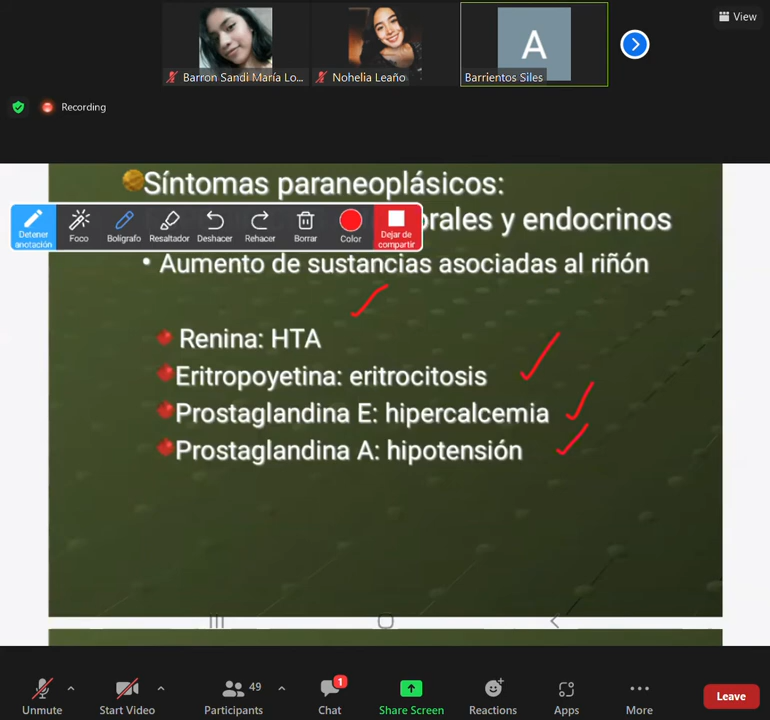 View
Barron Sandi María Lo...
Nohelia Leaño
A
Barrientos Siles
Recording
Síntomas paraneoplásicos:
orales y endocrinos
Detener anotación
Foco
Bolígrafo
Resaltador
Deshacer
Rehacer
Borrar
Color
Dejar de compartir
• Aumento de sustancias asociadas al riñón
Renina: HTA
Eritropoyetina: eritrocitosis
Prostaglandina E: hipercalcemia
Prostaglandina A: hipotensión
Unmute
Start Video
49
Participants
1
Chat
Share Screen
Reactions
Apps
More
Leave